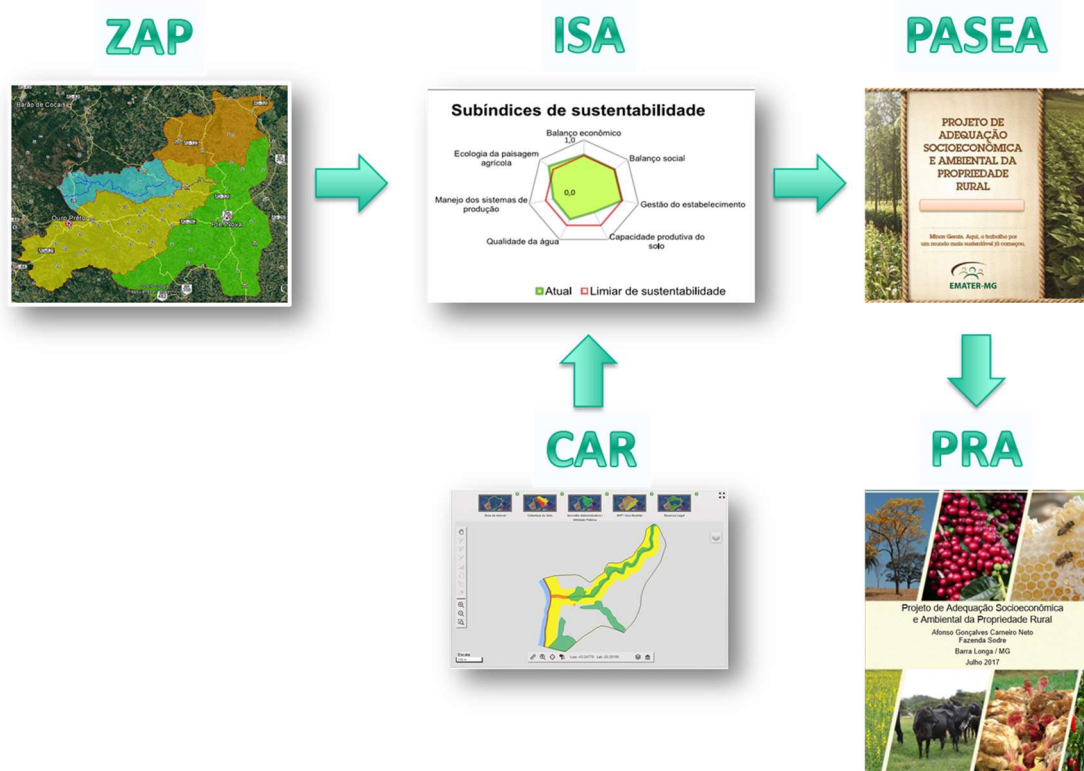 ZAP
ISA
PASEA
Barão de Cocais
Ouro Preto
Subíndices de sustentabilidade
Balanço econômico
1,0
Ecologia da paisagem
agrícola
Balanço social
0,0
Manejo dos sistemas de
produção
Gestão do estabelecimento
Qualidade da água
Capacidade produtiva do
solo
Atual
Limiar de sustentabilidade
PROJETO DE
ADEQUAÇÃO
SOCIOECONÔMICA
E AMBIENTAL DA
PROPRIEDADE
RURAL
Minas Gerais. Aqui, o trabalho por
um mundo mais sustentável já começou.
EMATER-MG
CAR
PRA
Reserva Legal
Escala
Projeto de Adequação Socioeconômica
e Ambiental da Propriedade Rural
Afonso Gonçalves Carneiro Neto
Fazenda Sodre
Barra Longa / MG
Julho 2017